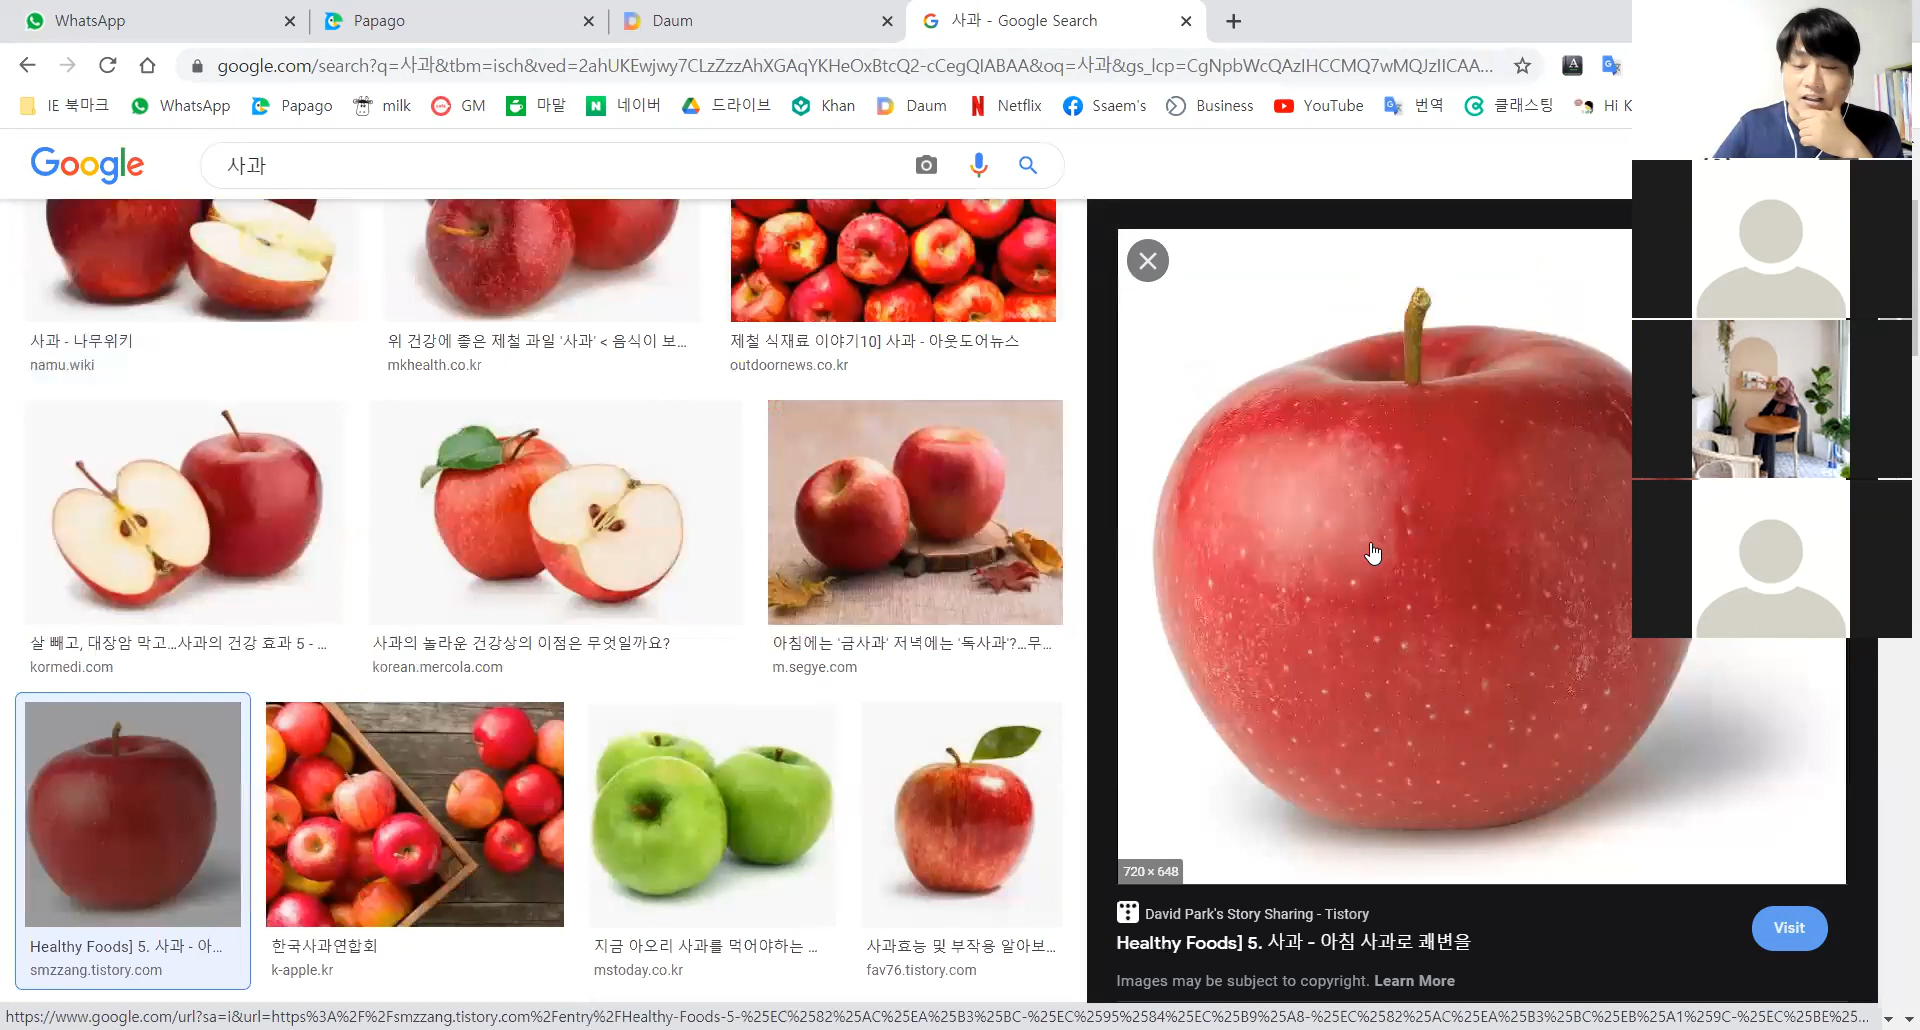 WhatsApp
Papago
Daum
사과 - Google Search
google.com/search?q=사과&tbm=isch&ved=2ahUKEwjwy7CLzZzzAhXGAqYKHeOxBtcQ2-cCegQIABAA&oq=사과&gs_lcp=CgNpbWcQAzIHCCMQ7wMQJzIICAA...
IE 북마크
WhatsApp
Papago
milk
GM
마말
네이버
드라이브
Khan
Daum
Netflix
Ssaem's
Business
YouTube
번역
클래스팅
Hi K
Google
사과
사과 - 나무위키
namu.wiki
위 건강에 좋은 제철 과일 '사과' < 음식이 보...
mkhealth.co.kr
제철 식재료 이야기10] 사과 - 아웃도어뉴스
outdoornews.co.kr
살 빼고, 대장암 막고...사과의 건강 효과 5 - ...
kormedi.com
사과의 놀라운 건강상의 이점은 무엇일까요?
korean.mercola.com
아침에는 '금사과' 저녁에는 '독사과'?...무...
m.segye.com
Healthy Foods] 5. 사과 - 아...
smzzang.tistory.com
한국사과연합회
k-apple.kr
지금 아오리 사과를 먹어야하는 ...
mstoday.co.kr
사과효능 및 부작용 알아보...
fav76.tistory.com
720 × 648
David Park's Story Sharing - Tistory
Healthy Foods] 5. 사과 - 아침 사과로 쾌변을
Visit
Images may be subject to copyright. Learn More
https://www.google.com/url?sa=i&url=https%3A%2F%2Fsmzzang.tistory.com%2Fentry%2FHealthy-Foods-5-%25EC%2582%25AC%25EA%25B3%25BC-%25EC%2595%2584%25EC%25B9%25A8-%25EC%2582%25AC%25EA%25B3%25BC%25EB%25A1%259C-%25EC%25BE%25...